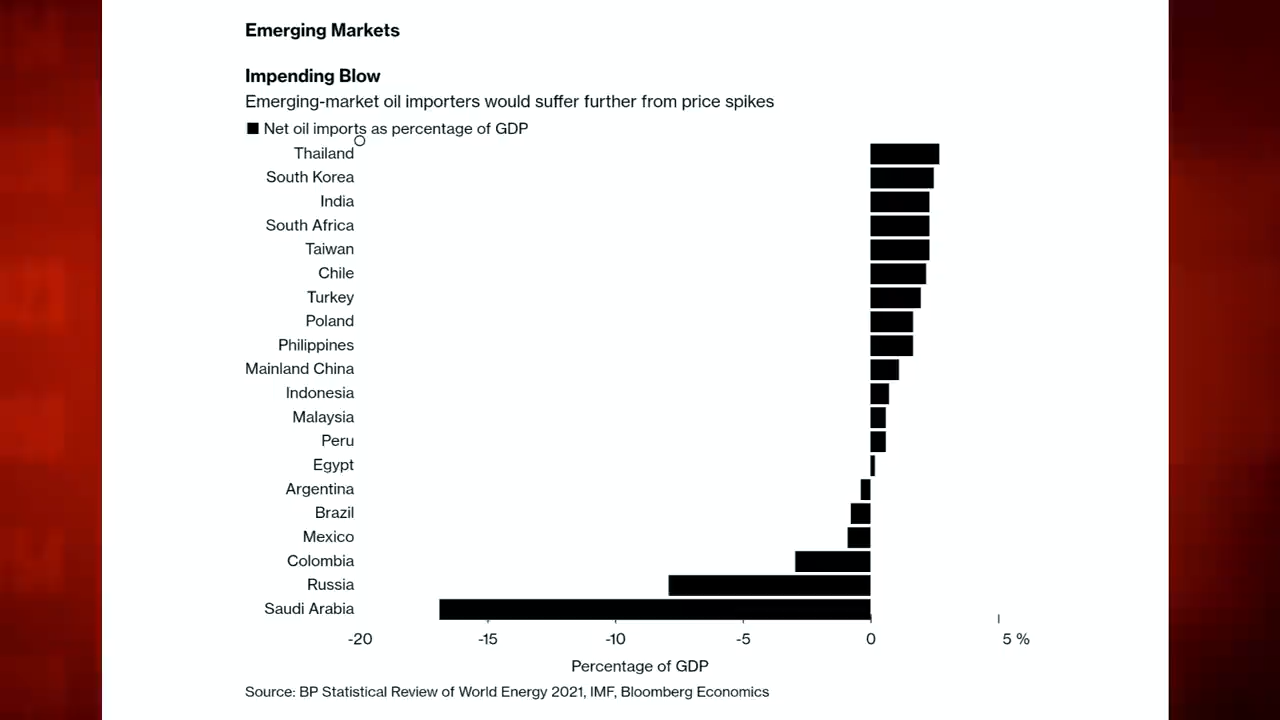 Emerging Markets
Impending Blow
Emerging-market oil importers would suffer further from price spikes
Net oil imports as percentage of GDP
Thailand
South Korea
India
South Africa
Taiwan
Chile
Turkey
Poland
Philippines
Mainland China
Indonesia
Malaysia
Peru
Egypt
Argentina
Brazil
Mexico
Colombia
Russia
Saudi Arabia
-20 -15 -10 -5 0 5 %
Percentage of GDP
Source: BP Statistical Review of World Energy 2021, IMF, Bloomberg Economics